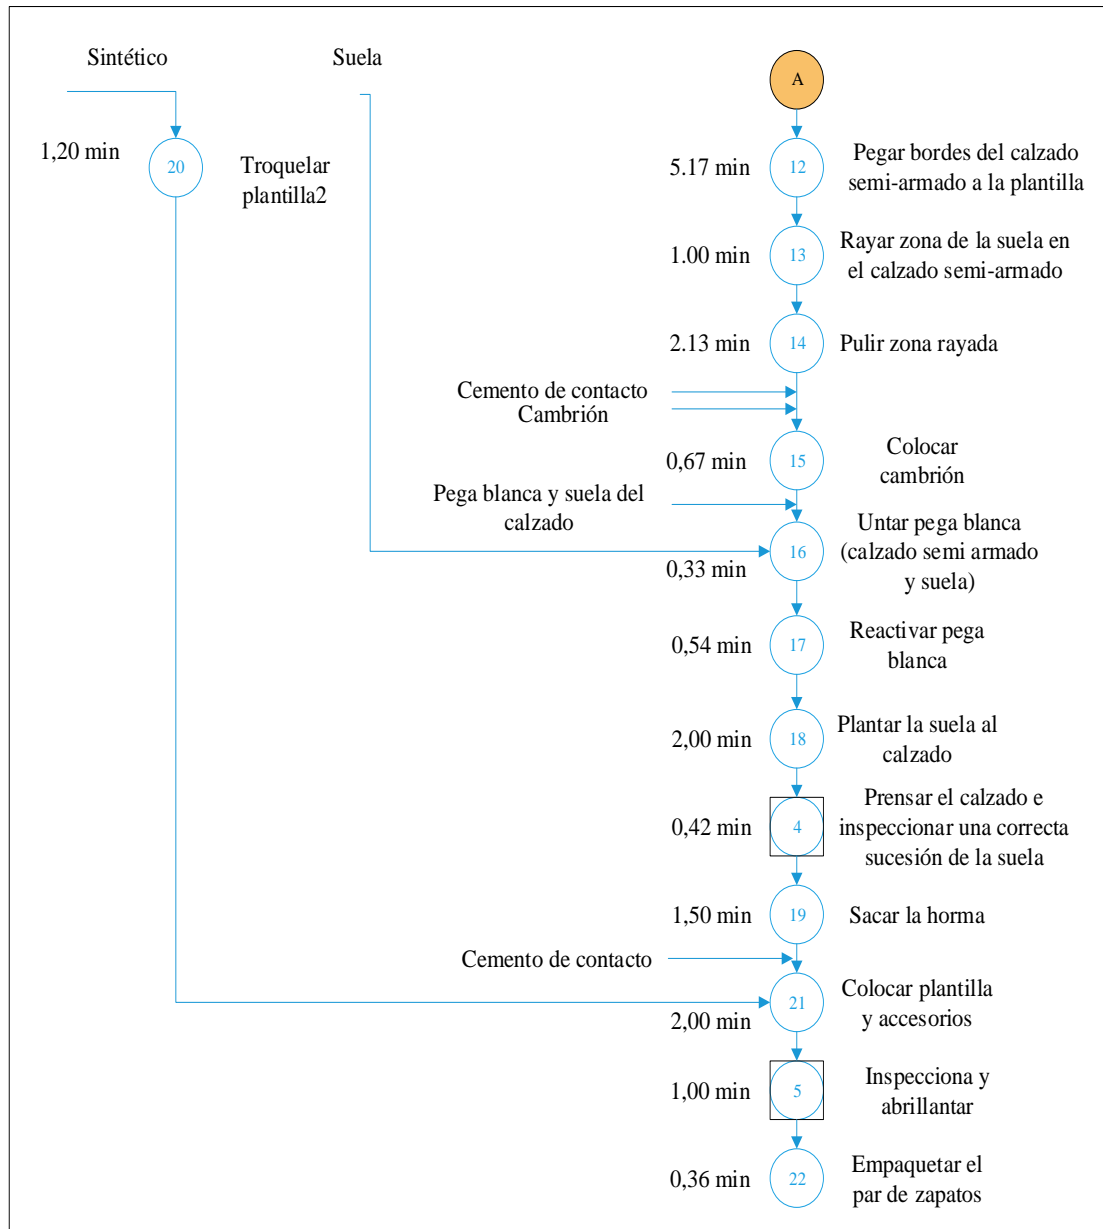 Sintético
Suela
A
1,20 min
20
Troquelar
plantilla2
5.17 min
12
Pegar bordes del calzado
semi-armado a la plantilla
1.00 min
13
Rayar zona de la suela en
el calzado semi-armado
2.13 min
14
Pulir zona rayada
Cemento de contacto
Cambrión
0,67 min
15
Colocar
cambrión
Pega blanca y suela del
calzado
0,33 min
16
Untar pega blanca
(calzado semi armado
y suela)
0,54 min
17
Reactivar pega
blanca
2,00 min
18
Plantar la suela al
calzado
0,42 min
4
Prensar el calzado e
inspeccionar una correcta
sucesión de la suela
1,50 min
19
Sacar la horma
Cemento de contacto
2,00 min
21
Colocar plantilla
y accesorios
1,00 min
5
Inspecciona y
abrillantar
0,36 min
22
Empaquetar el
par de zapatos